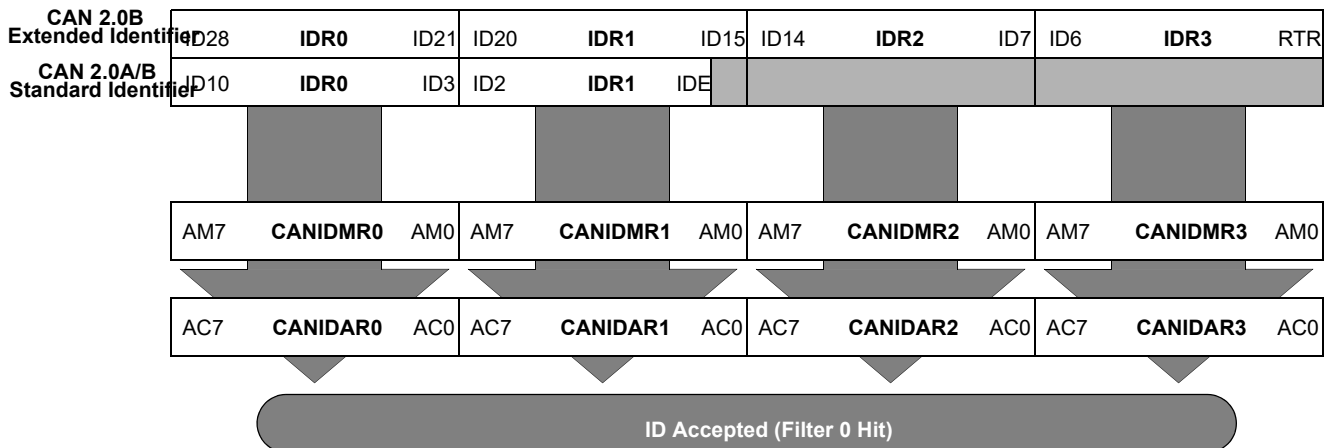 CAN 2.0B
Extended Identifier ID28 IDR0 ID21 ID20 IDR1 ID15 ID14 IDR2 ID7 ID6 IDR3 RTR
CAN 2.0A/B
Standard Identifier ID10 IDR0 ID3 ID2 IDR1 IDE
AM7 CANIDMR0 AM0 AM7 CANIDMR1 AM0 AM7 CANIDMR2 AM0 AM7 CANIDMR3 AM0
AC7 CANIDAR0 AC0 AC7 CANIDAR1 AC0 AC7 CANIDAR2 AC0 AC7 CANIDAR3 AC0
ID Accepted (Filter 0 Hit)